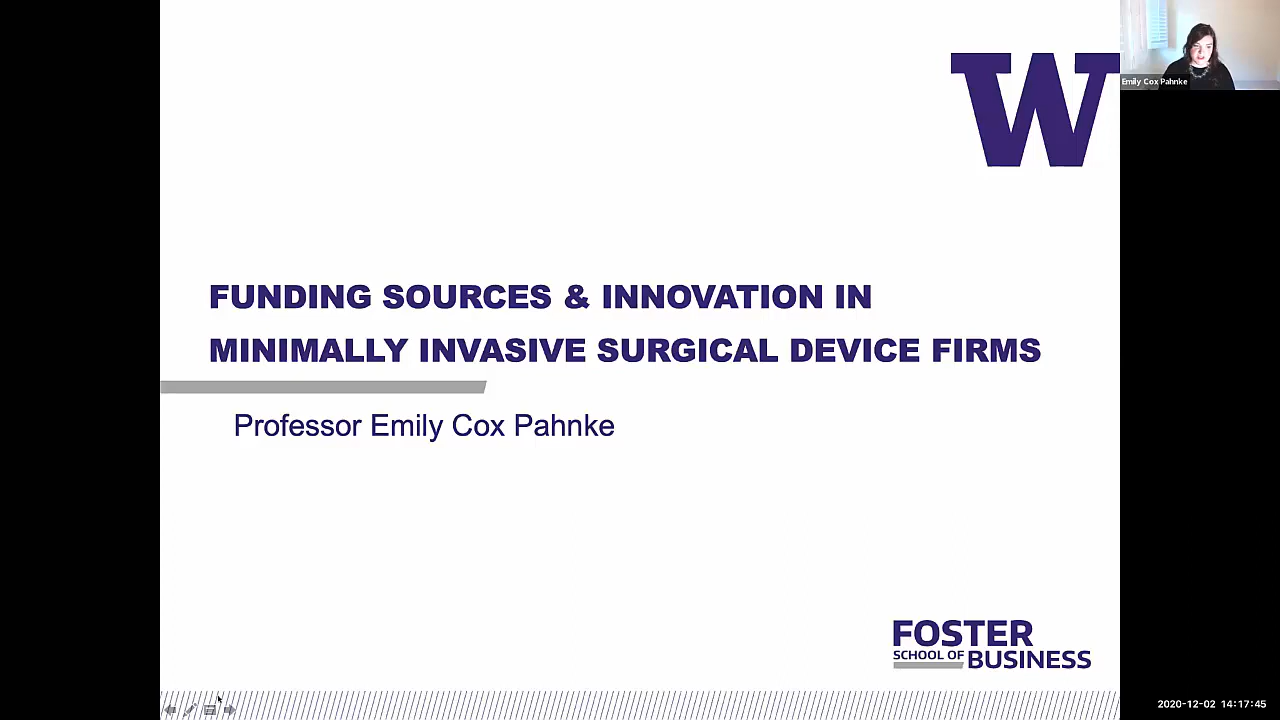 W
Emily Cox Pahnke
FUNDING SOURCES & INNOVATION IN
MINIMALLY INVASIVE SURGICAL DEVICE FIRMS
Professor Emily Cox Pahnke
FOSTER
SCHOOL OF BUSINESS
2020-12-02 14:17:45